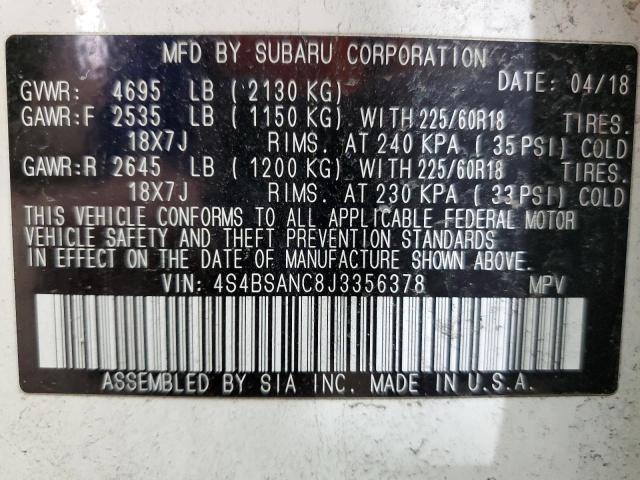 MFD BY SUBARU CORPORATION
GVWR: 4695 LB ( 2130 KG) DATE: 04/18
GAWR:F 2535 LB ( 1150 KG) WITH 225/60R18 TIRES.
18X7J RIMS. AT 240 KPA ( 35 PSI) COLD
GAWR:R 2645 LB ( 1200 KG) WITH 225/60R18 TIRES.
18X7J RIMS. AT 230 KPA ( 33 PSI) COLD
THIS VEHICLE CONFORMS TO ALL APPLICABLE FEDERAL MOTOR
VEHICLE SAFETY AND THEFT PREVENTION STANDARDS
IN EFFECT ON THE DATE OF MANUFACTURE SHOWN ABOVE.
VIN: 4S4BSANC8J3356378 MPV
ASSEMBLED BY SIA INC. MADE IN U.S.A.